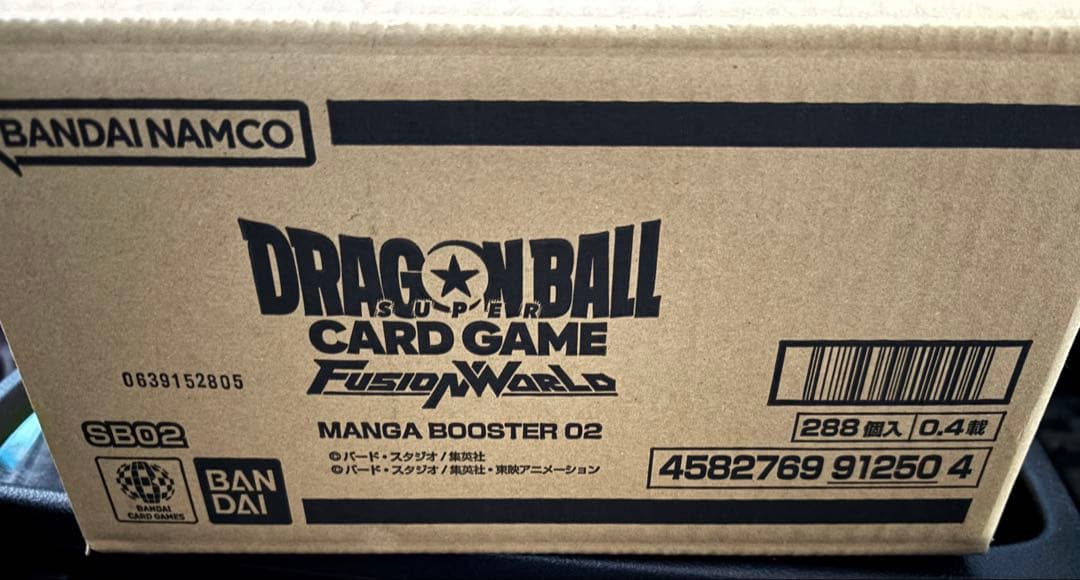 BANDAI NAMCO
DRAGON BALL
SUPER
CARD GAME
FUSION WORLD
0639152805
MANGA BOOSTER 02
SB02
288個入 0.4載
©バード・スタジオ/集英社
©バード・スタジオ/集英社・東映アニメーション
4582769 91250 4
BANDAI
CARD GAMES
BAN
DAI